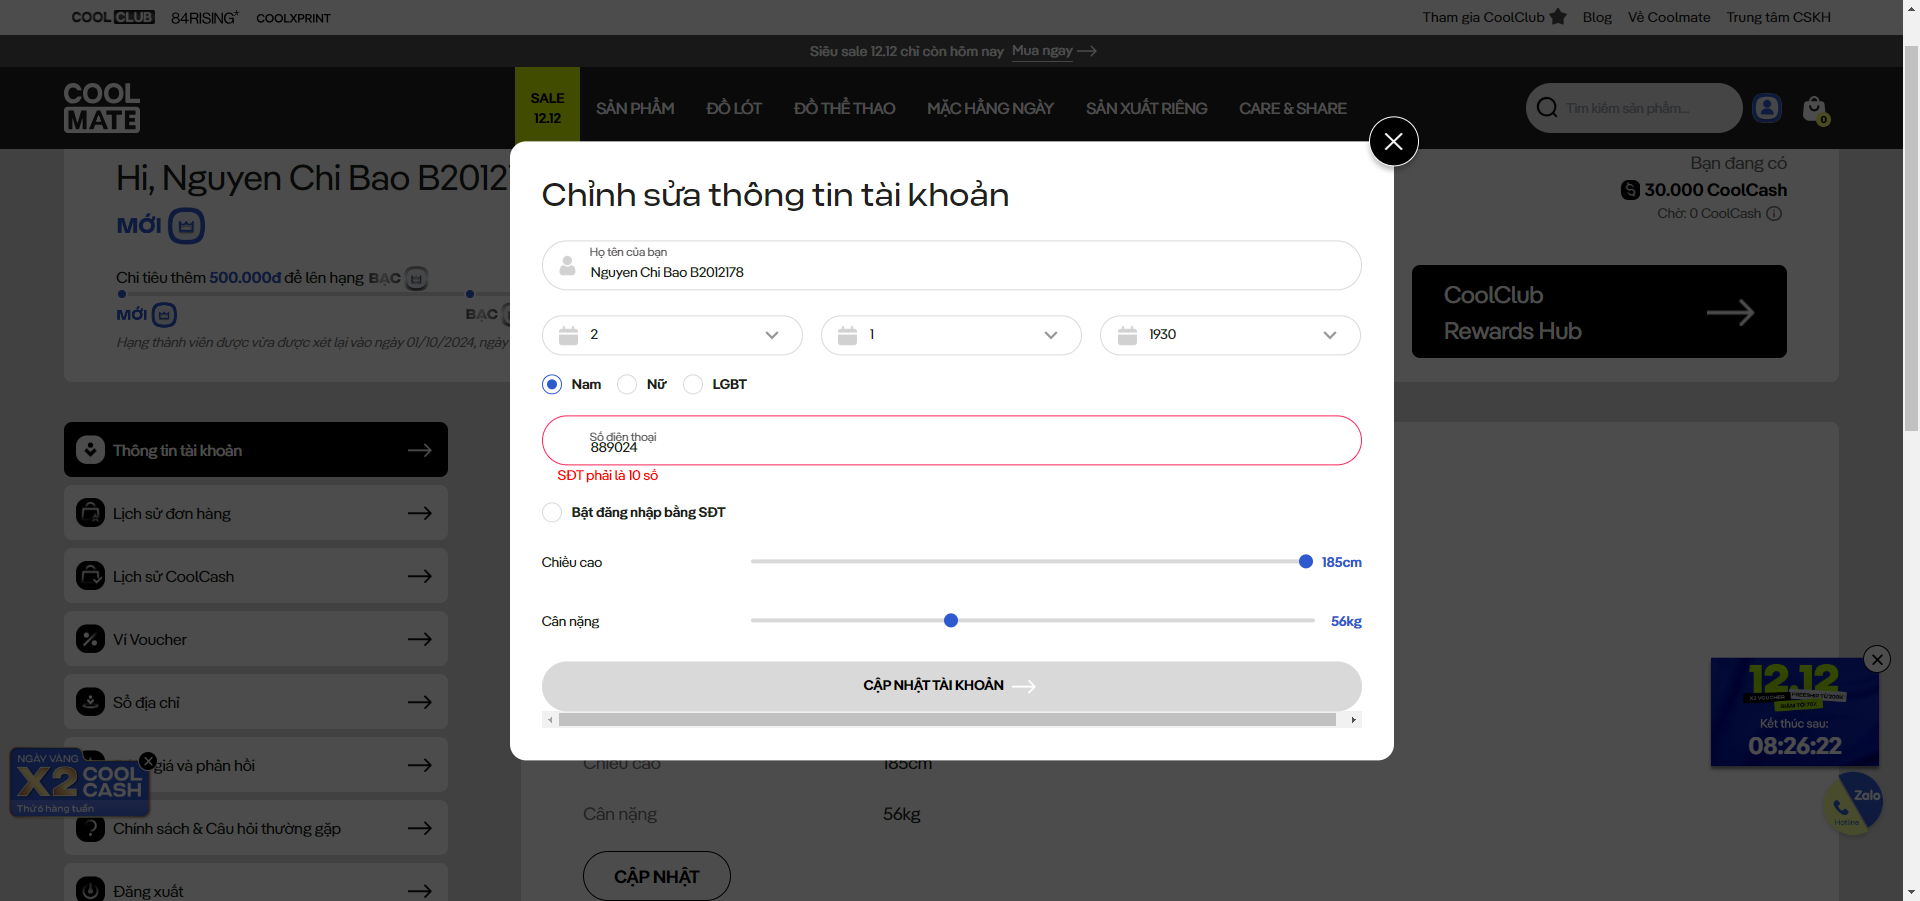 COOLCLUB 84RISING* COOLXPRINT
Tham gia CoolClub Blog Về Coolmate Trung tâm CSKH
Siêu sale 12.12 chỉ còn hôm nay Mua ngay
COOL
MATE
SALE
12.12
SẢN PHẨM ĐỒ LÓT ĐỒ THỂ THAO MẶC HẰNG NGÀY SẢN XUẤT RIÊNG CARE & SHARE
Tìm kiếm sản phẩm...
0
Hi, Nguyen Chi Bao B2012
MỚI
Chi tiêu thêm 500.000đ để lên hạng BẠC
MỚI BẠC
Hạng thành viên được vừa được xét lại vào ngày 01/10/2024, ngày
Bạn đang có
30.000 CoolCash
Chờ: 0 CoolCash
CoolClub
Rewards Hub
Chỉnh sửa thông tin tài khoản
Họ tên của bạn
Nguyen Chi Bao B2012178
2 1 1930
Nam Nữ LGBT
Số điện thoại
889024
SĐT phải là 10 số
Bật đăng nhập bằng SĐT
Chiều cao 185cm
Cân nặng 56kg
CẬP NHẬT TÀI KHOẢN
Thông tin tài khoản
Lịch sử đơn hàng
Lịch sử CoolCash
Ví Voucher
Sổ địa chỉ
giá và phản hồi
Chính sách & Câu hỏi thường gặp
Đăng xuất
NGÀY VÀNG
X2 COOL
CASH
Thứ 6 hàng tuần
Chiều cao 185cm
Cân nặng 56kg
CẬP NHẬT
12.12
Kết thúc sau:
08:26:22
Zalo
Hotline